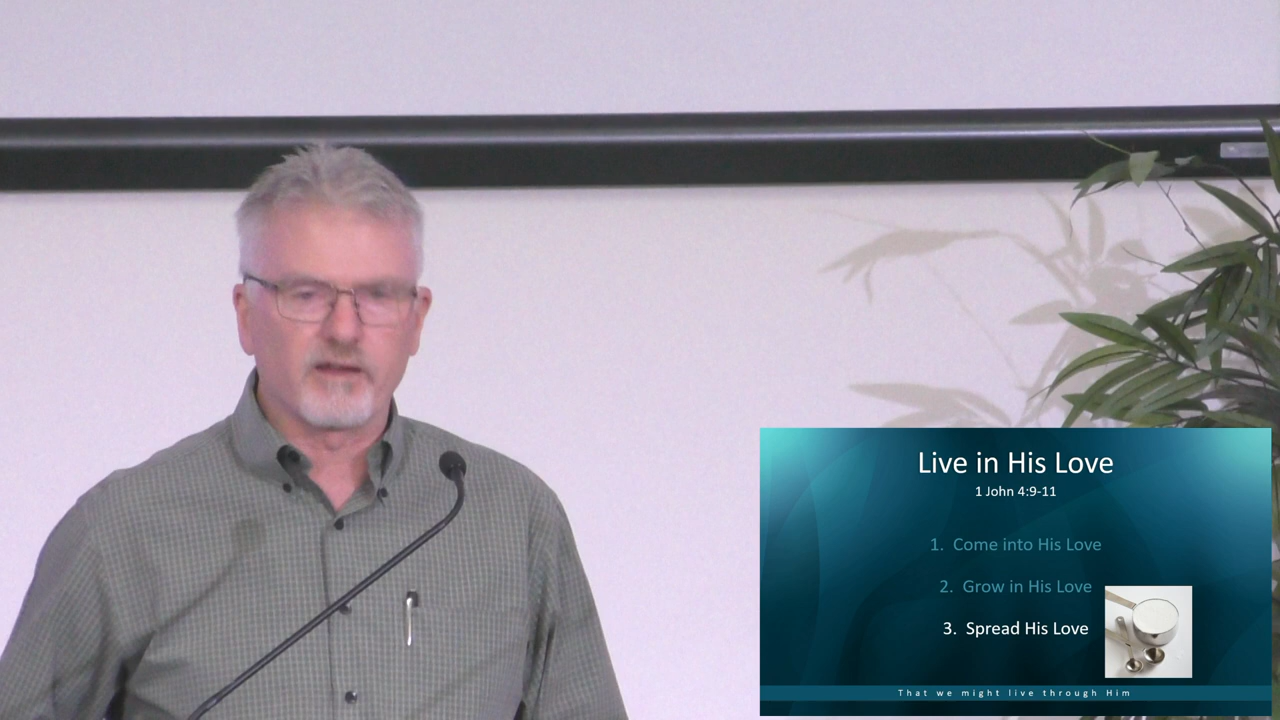 Live in His Love
1 John 4:9-11
1. Come into His Love
2. Grow in His Love
3. Spread His Love
That we might live through Him